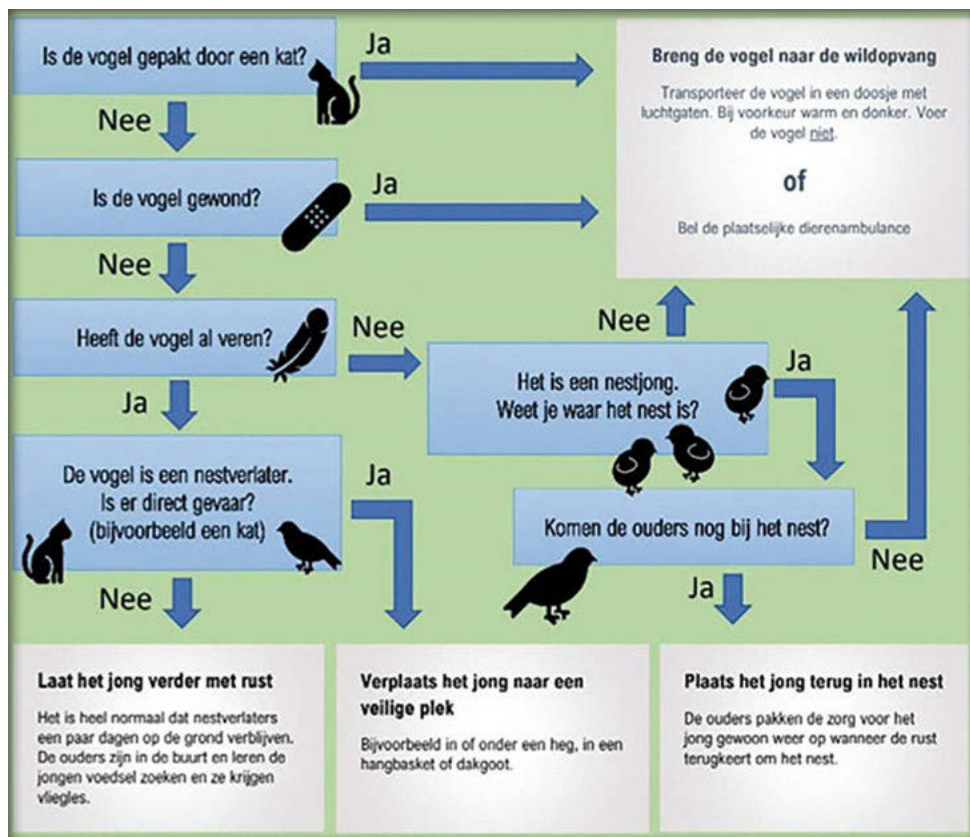 Is de vogel gepakt door een kat?
Ja
Breng de vogel naar de wildopvang
Transporteer de vogel in een doosje met
luchtgaten. Bij voorkeur warm en donker. Voer
de vogel niet.
of
Bel de plaatselijke dierenambulance
Nee
Is de vogel gewond?
Ja
Nee
Heeft de vogel al veren?
Nee
Ja
Het is een nestjong.
Weet je waar het nest is?
Nee
Ja
Komen de ouders nog bij het nest?
Nee
Ja
De vogel is een nestverlater.
Is er direct gevaar?
(bijvoorbeeld een kat)
Ja
Nee
Laat het jong verder met rust
Het is heel normaal dat nestverlaters
een paar dagen op de grond verblijven.
De ouders zijn in de buurt en leren de
jongen voedsel zoeken en ze krijgen
vliegles.
Verplaats het jong naar een
veilige plek
Bijvoorbeeld in of onder een heg, in een
hangbasket of dakgoot.
Plaats het jong terug in het nest
De ouders pakken de zorg voor het
jong gewoon weer op wanneer de rust
terugkeert om het nest.